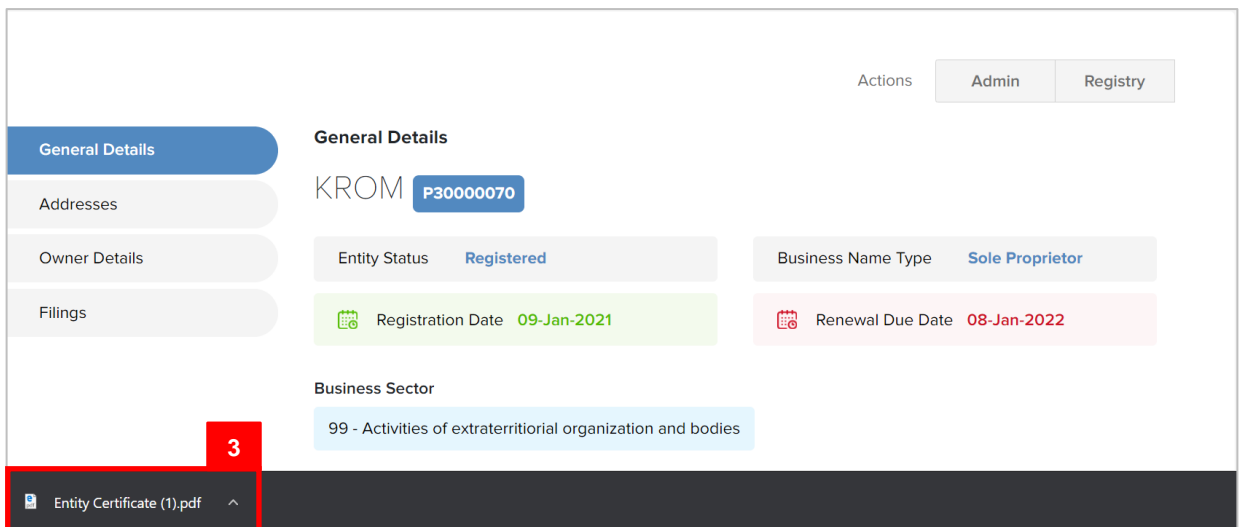 Actions Admin Registry
General Details
Addresses
Owner Details
Filings
General Details
KROM P30000070
Entity Status Registered
Business Name Type Sole Proprietor
Registration Date 09-Jan-2021
Renewal Due Date 08-Jan-2022
Business Sector
99 - Activities of extraterritiorial organization and bodies
3
Entity Certificate (1).pdf